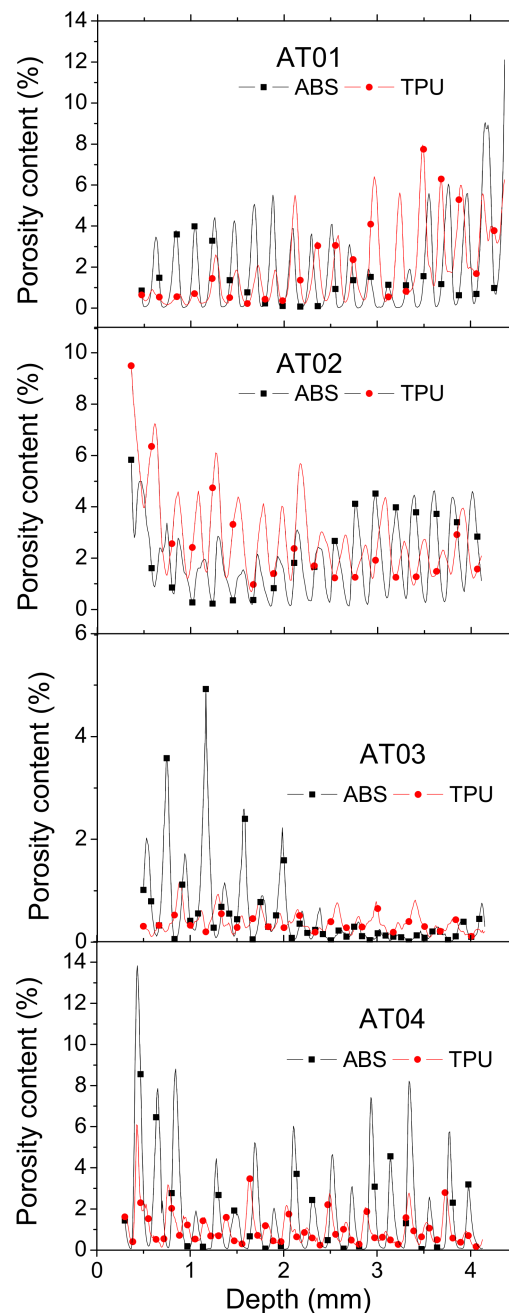 14
12
10
8
6
4
2
0
Porosity content (%)
AT01
ABS TPU
10
8
6
4
2
0
Porosity content (%)
AT02
ABS TPU
6
4
2
0
Porosity content (%)
AT03
ABS TPU
14
12
10
8
6
4
2
0
Porosity content (%)
AT04
ABS TPU
0 1 2 3 4
Depth (mm)